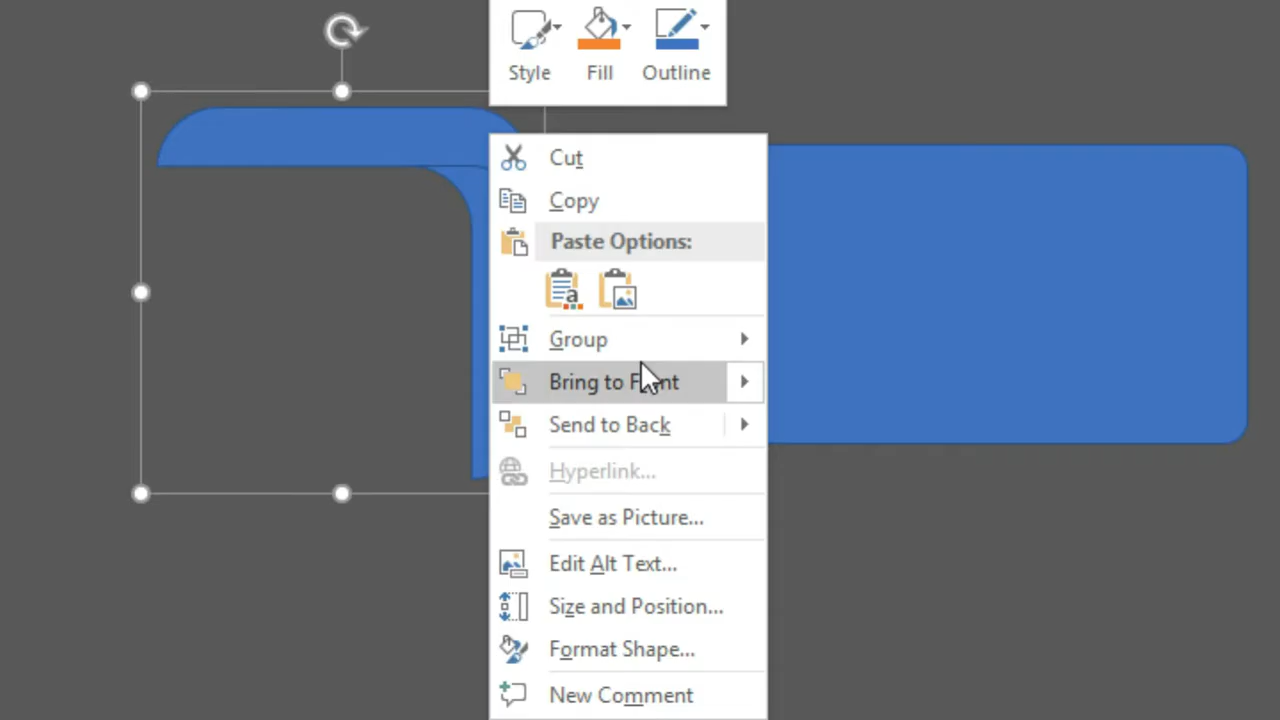 Style Fill Outline
Cut
Copy
Paste Options:
Group
Bring to Front
Send to Back
Hyperlink...
Save as Picture...
Edit Alt Text...
Size and Position...
Format Shape...
New Comment